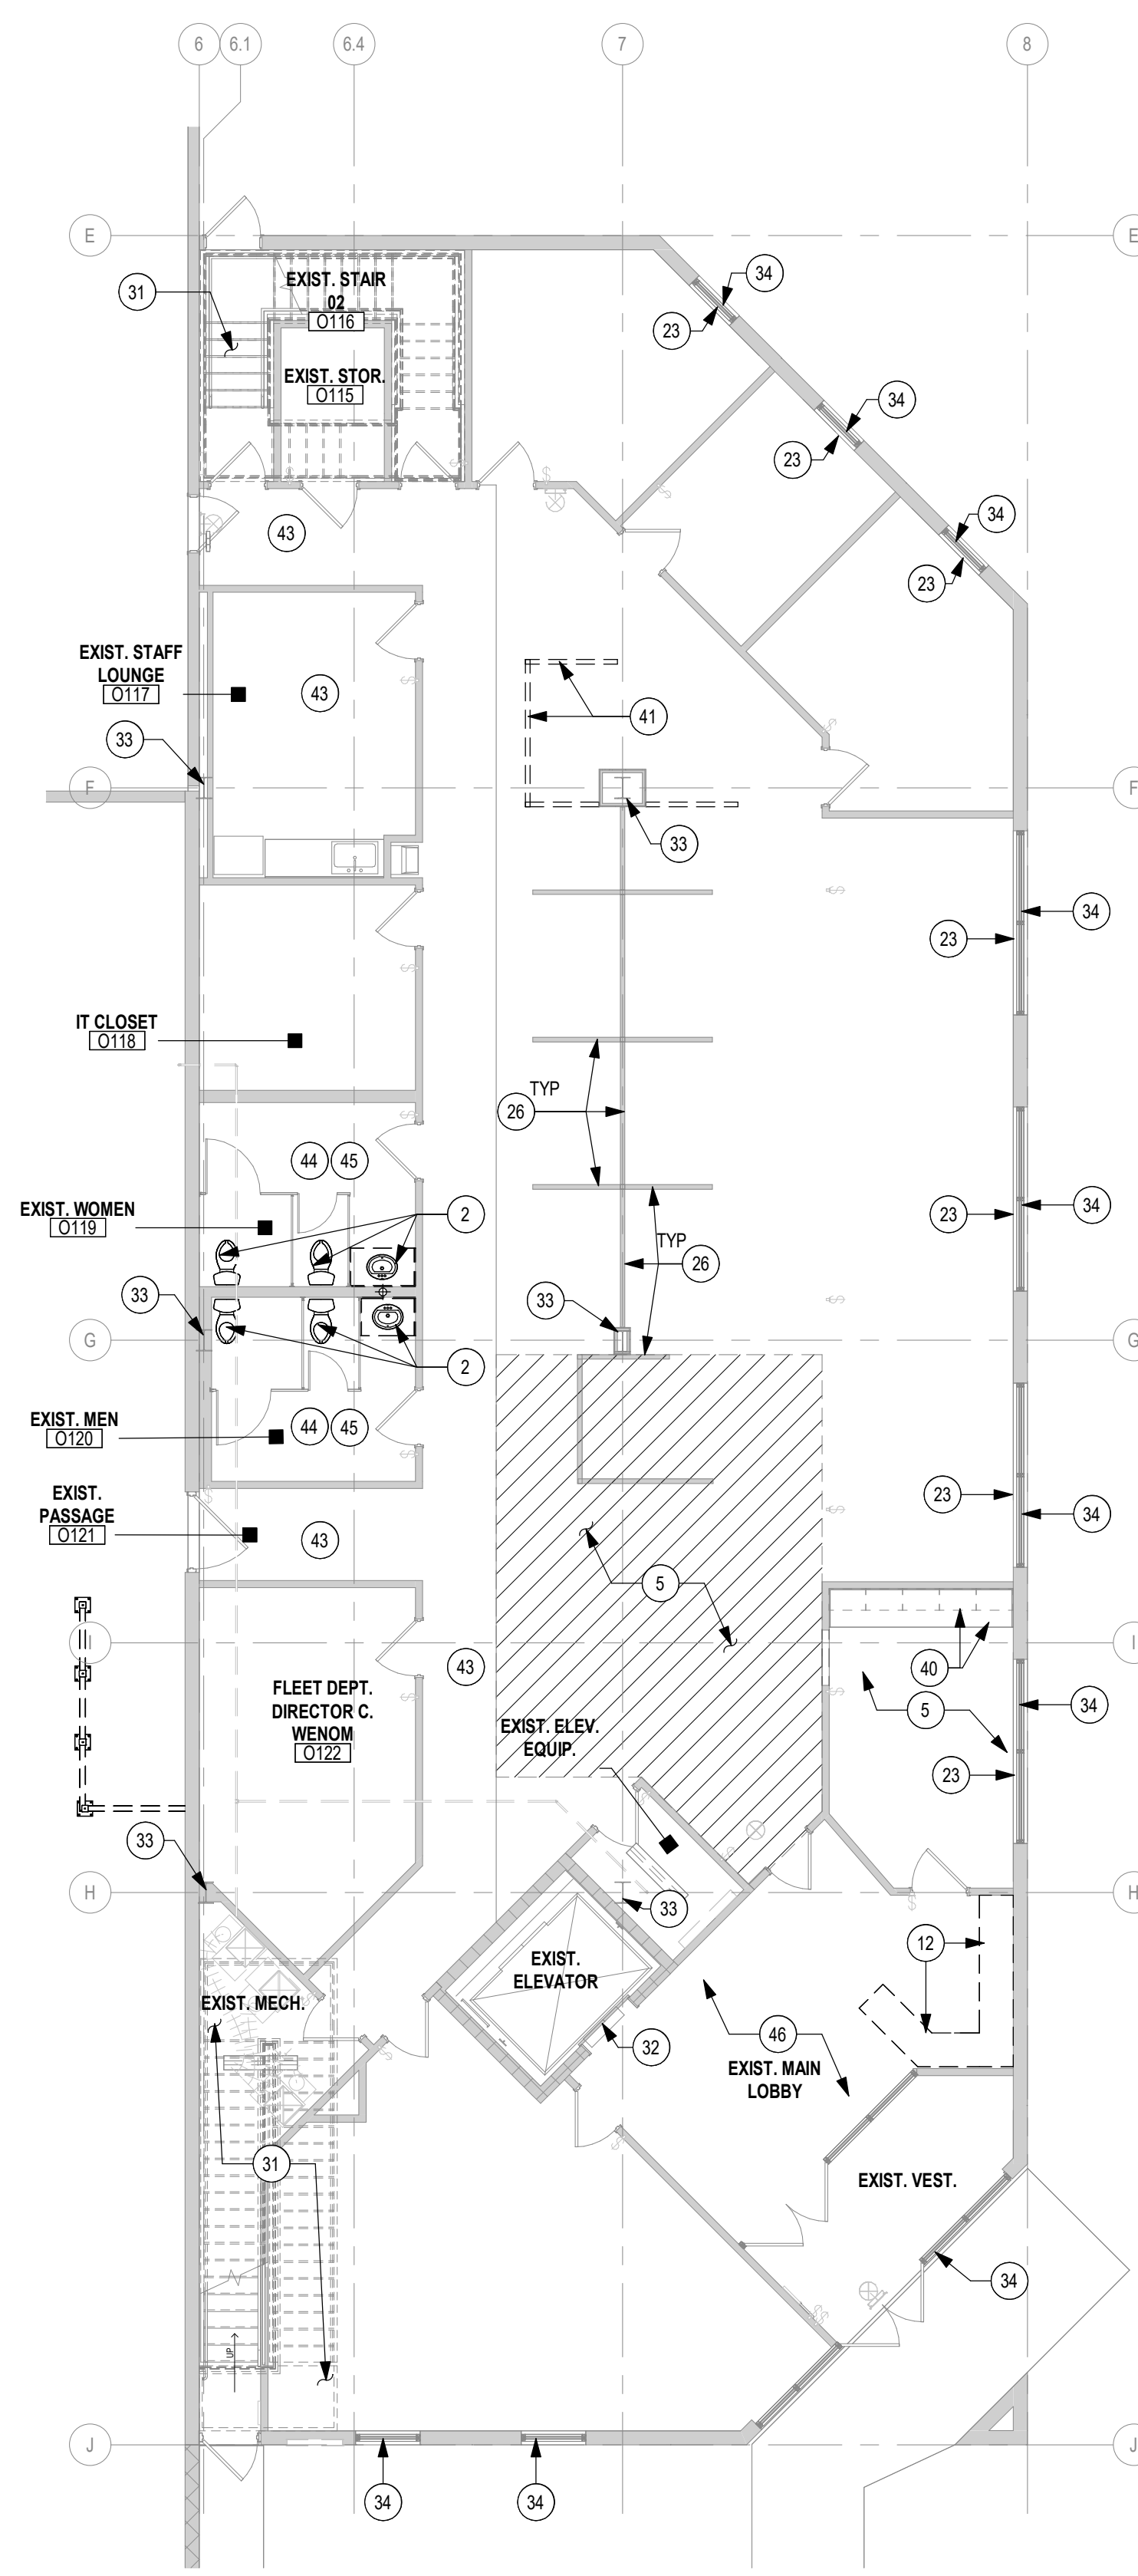 6
6.1
6.4
7
8
E
E
31
EXIST. STAIR
02
O116
34
23
EXIST. STOR.
O115
34
23
34
23
43
EXIST. STAFF
LOUNGE
O117
43
41
33
F
F
33
34
23
IT CLOSET
O118
TYP
26
44
45
EXIST. WOMEN
O119
2
34
23
TYP
26
33
33
G
G
2
EXIST. MEN
O120
44
45
EXIST.
PASSAGE
O121
43
23
34
5
I
I
43
40
5
34
23
FLEET DEPT.
DIRECTOR C.
WENOM
O122
EXIST. ELEV.
EQUIP.
33
H
H
33
12
EXIST.
ELEVATOR
EXIST. MECH.
32
46
EXIST. MAIN
LOBBY
31
EXIST. VEST.
34
UP
J
J
34
34